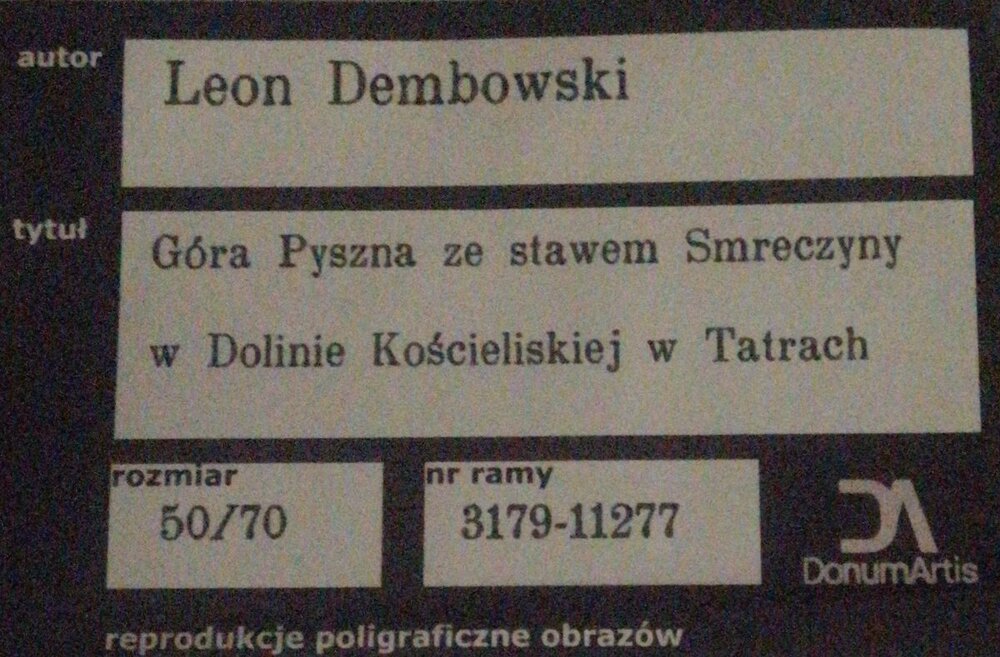 autor
Leon Dembowski
tytuł
Góra Pyszna ze stawem Smreczyny
w Dolinie Kościeliskiej w Tatrach
rozmiar
50/70
nr ramy
3179-11277
DA
DonumArtis
reprodukcje poligraficzne obrazów